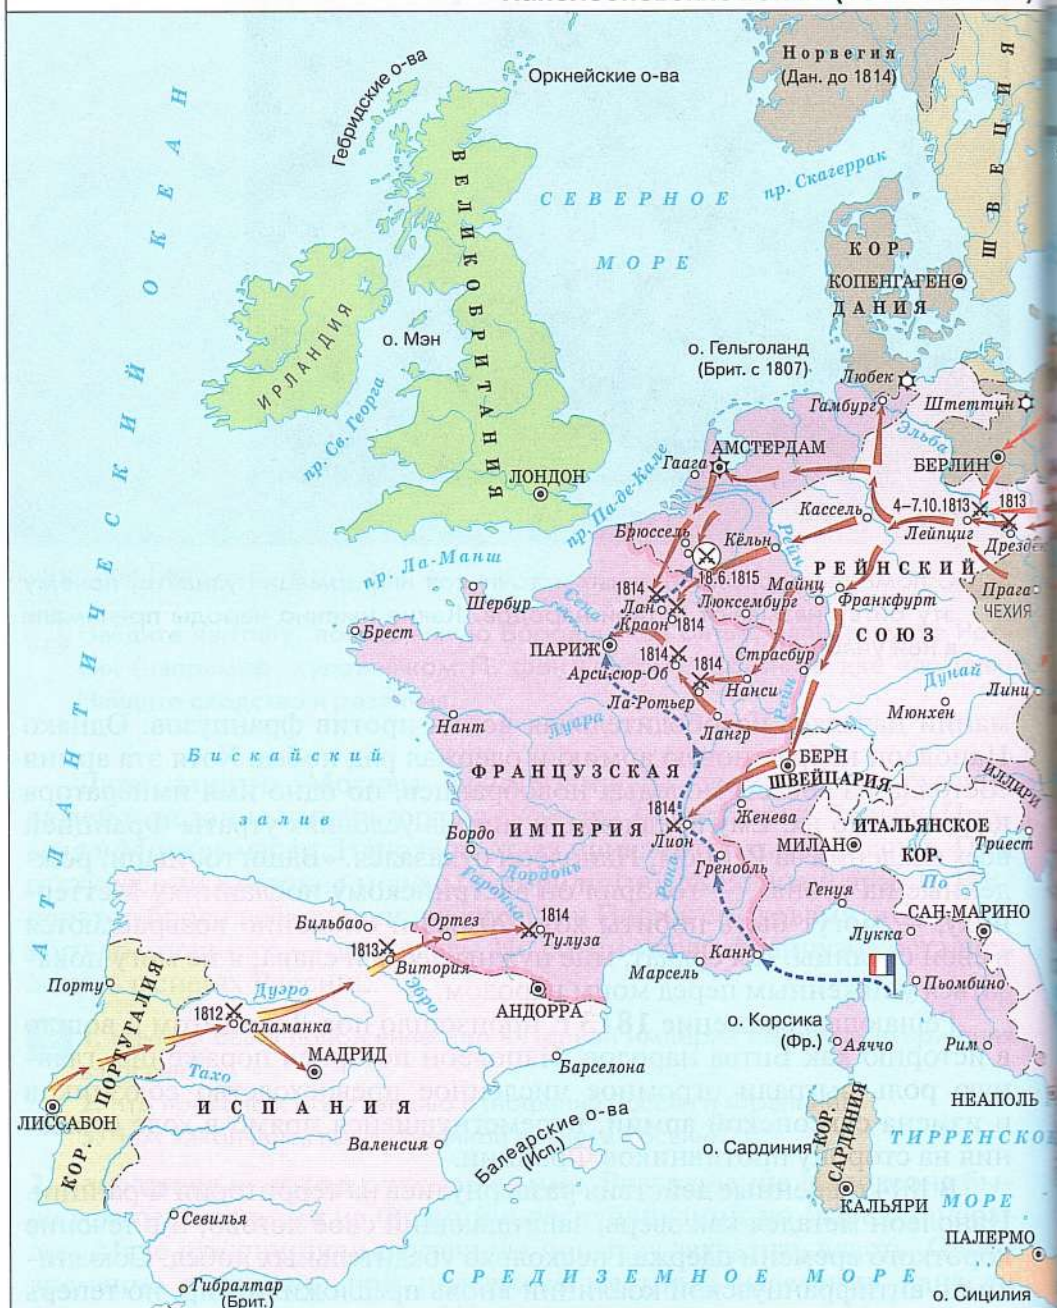 Норвегия
(Дан. до 1814)
Оркнейские о-ва
Гебридские о-ва
ШВЕЦИЯ
АТЛАНТИЧЕСКИЙ ОКЕАН
ВЕЛИКОБРИТАНИЯ
СЕВЕРНОЕ
МОРЕ
пр. Скагеррак
КОР.
КОПЕНГАГЕН
ДАНИЯ
ИРЛАНДИЯ
о. Мэн
пр. Св. Георга
о. Гельголанд
(Брит. с 1807)
Любек
Гамбург
Штеттин
Эльба
АМСТЕРДАМ
Гаага
БЕРЛИН
ЛОНДОН
пр. Па-де-Кале
Кассель
4–7.10.1813
1813
Лейпциг
Дрезден
Брюссель
Кёльн
Рейн
пр. Ла-Манш
18.6.1815
РЕЙНСКИЙ
СОЮЗ
Майнц
Франкфурт
Прага
ЧЕХИЯ
Шербур
Сена
1814
Лан
Люксембург
Краон
1814
Брест
ПАРИЖ
1814
Арси-сюр-Об
1814
Страсбур
Нанси
Рейн
Дунай
Линц
Ла-Ротьер
Мюнхен
Нант
Луара
Лангр
Бискайский
залив
ФРАНЦУЗСКАЯ
ИМПЕРИЯ
БЕРН
ШВЕЙЦАРИЯ
ИЛЛИРИ
1814
Лион
Женева
ИТАЛЬЯНСКОЕ
КОР.
МИЛАН
Триест
Бордо
Дордонь
Гаронна
Рона
Гренобль
Генуя
По
САН-МАРИНО
Бильбао
Ортез
1814
Тулуза
Лукка
1813
Витория
Канн
Марсель
Порту
Дуэро
Эбро
Пьомбино
АНДОРРА
1812
Саламанка
о. Корсика
(Фр.)
Аяччо
Рим
МАДРИД
Барселона
КОР. ПОРТУГАЛИЯ
Тахо
ЛИССАБОН
ИСПАНИЯ
НЕАПОЛЬ
Балеарские о-ва
(Исп.)
Валенсия
КОР. САРДИНИЯ
о. Сардиния
ТИРРЕНСКОЕ
МОРЕ
КАЛЬЯРИ
Севилья
ПАЛЕРМО
Гибралтар
(Брит.)
СРЕДИЗЕМНОЕ МОРЕ
о. Сицилия